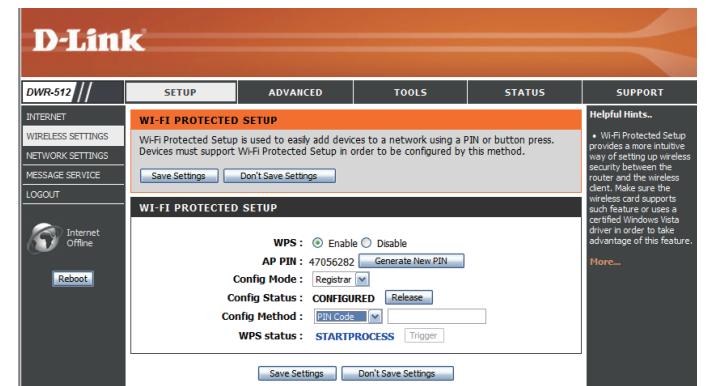 D-Link
DWR-512
SETUP ADVANCED TOOLS STATUS SUPPORT
INTERNET
WIRELESS SETTINGS
NETWORK SETTINGS
MESSAGE SERVICE
LOGOUT
Internet
Offline
Reboot
WI-FI PROTECTED SETUP
Wi-Fi Protected Setup is used to easily add devices to a network using a PIN or button press.
Devices must support Wi-Fi Protected Setup in order to be configured by this method.
Save Settings Don't Save Settings
WI-FI PROTECTED SETUP
WPS : Enable Disable
AP PIN : 47056282 Generate New PIN
Config Mode : Registrar
Config Status : CONFIGURED Release
Config Method : PIN Code
WPS status : STARTPROCESS Trigger
Save Settings Don't Save Settings
Helpful Hints..
• Wi-Fi Protected Setup
provides a more intuitive
way of setting up wireless
security between the
router and the wireless
client. Make sure the
wireless card supports
such feature or uses a
certified Windows Vista
driver in order to take
advantage of this feature.
More...